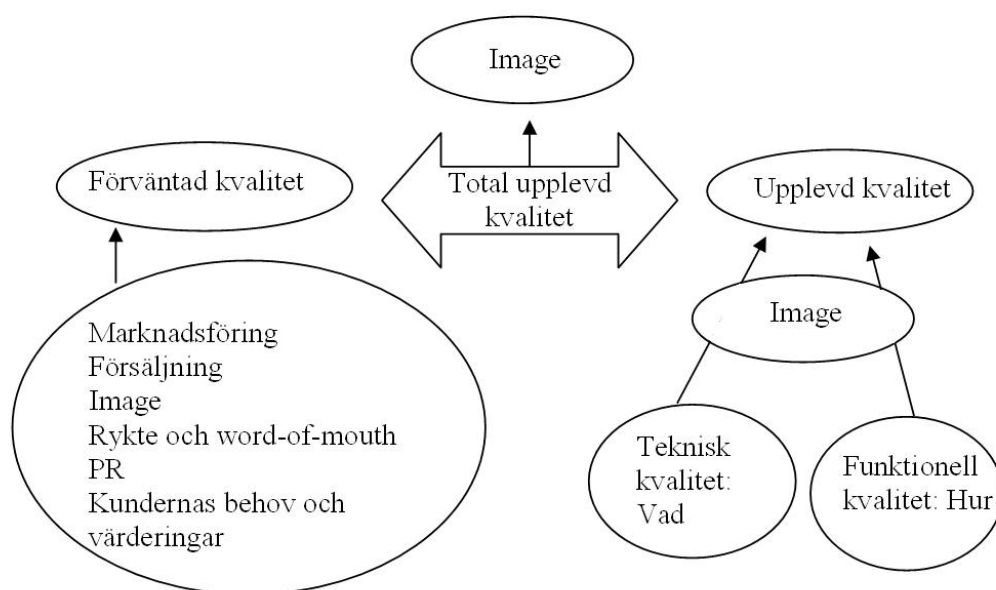 Image
Förväntad kvalitet
Total upplevd
kvalitet
Upplevd kvalitet
Marknadsföring
Försäljning
Image
Rykte och word-of-mouth
PR
Kundernas behov och
värderingar
Image
Teknisk
kvalitet:
Vad
Funktionell
kvalitet: Hur